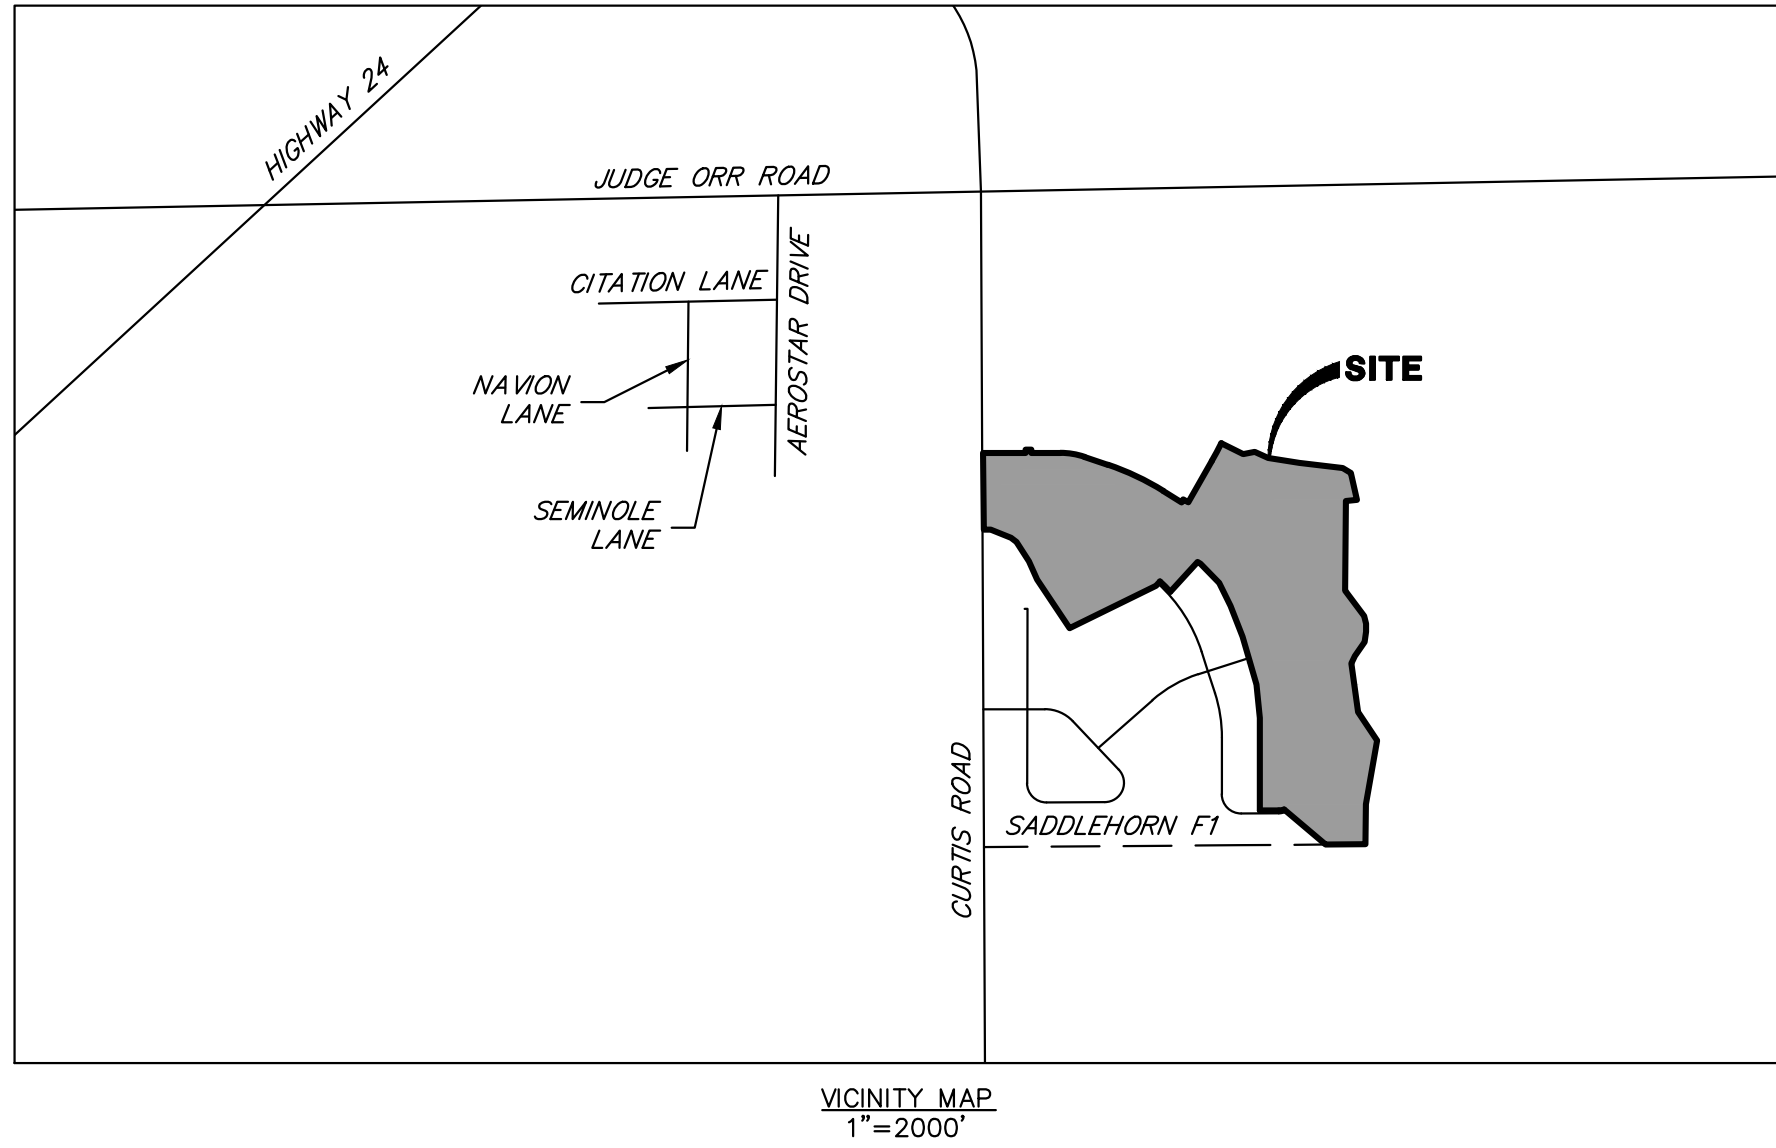 HIGHWAY 24
JUDGE ORR ROAD
CITATION LANE
AEROSTAR DRIVE
NAVION
LANE
SITE
SEMINOLE
LANE
CURTIS ROAD
SADDLEHORN F1
VICINITY MAP
1"=2000'